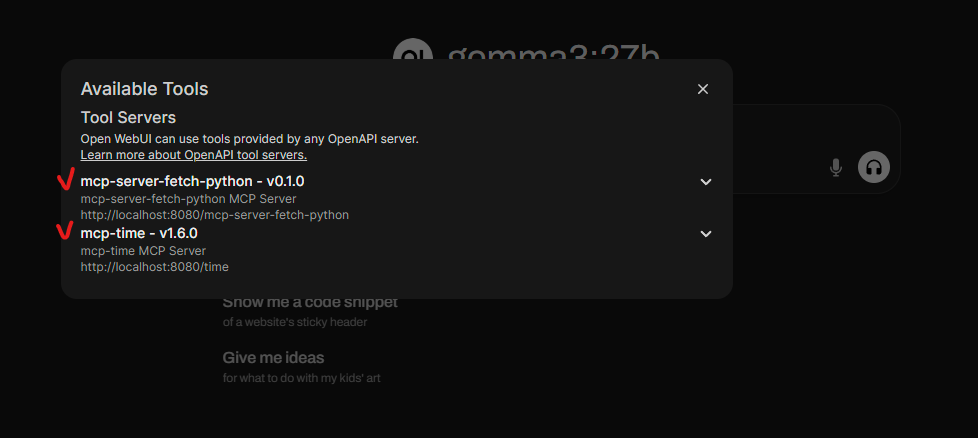 gemma3:27b
Available Tools
Tool Servers
Open WebUI can use tools provided by any OpenAPI server.
Learn more about OpenAPI tool servers.
mcp-server-fetch-python - v0.1.0
mcp-server-fetch-python MCP Server
http://localhost:8080/mcp-server-fetch-python
mcp-time - v1.6.0
mcp-time MCP Server
http://localhost:8080/time
Show me a code snippet
of a website's sticky header
Give me ideas
for what to do with my kids' art